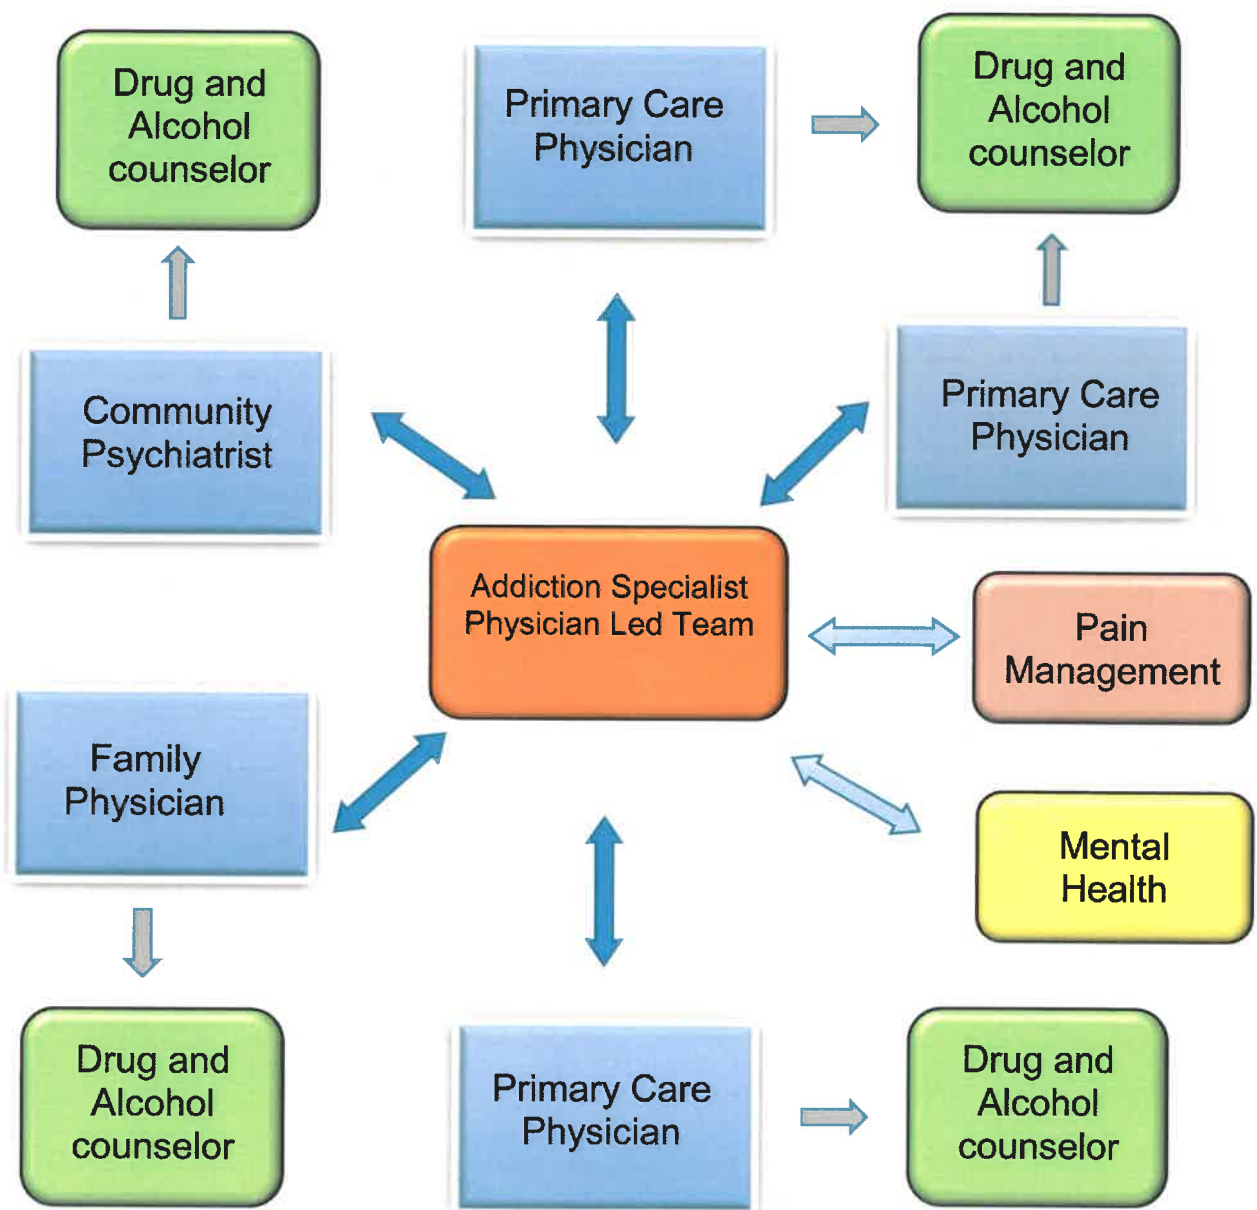 Drug and
Alcohol
counselor
Primary Care
Physician
Drug and
Alcohol
counselor
Community
Psychiatrist
Primary Care
Physician
Addiction Specialist
Physician Led Team
Pain
Management
Family
Physician
Mental
Health
Drug and
Alcohol
counselor
Primary Care
Physician
Drug and
Alcohol
counselor